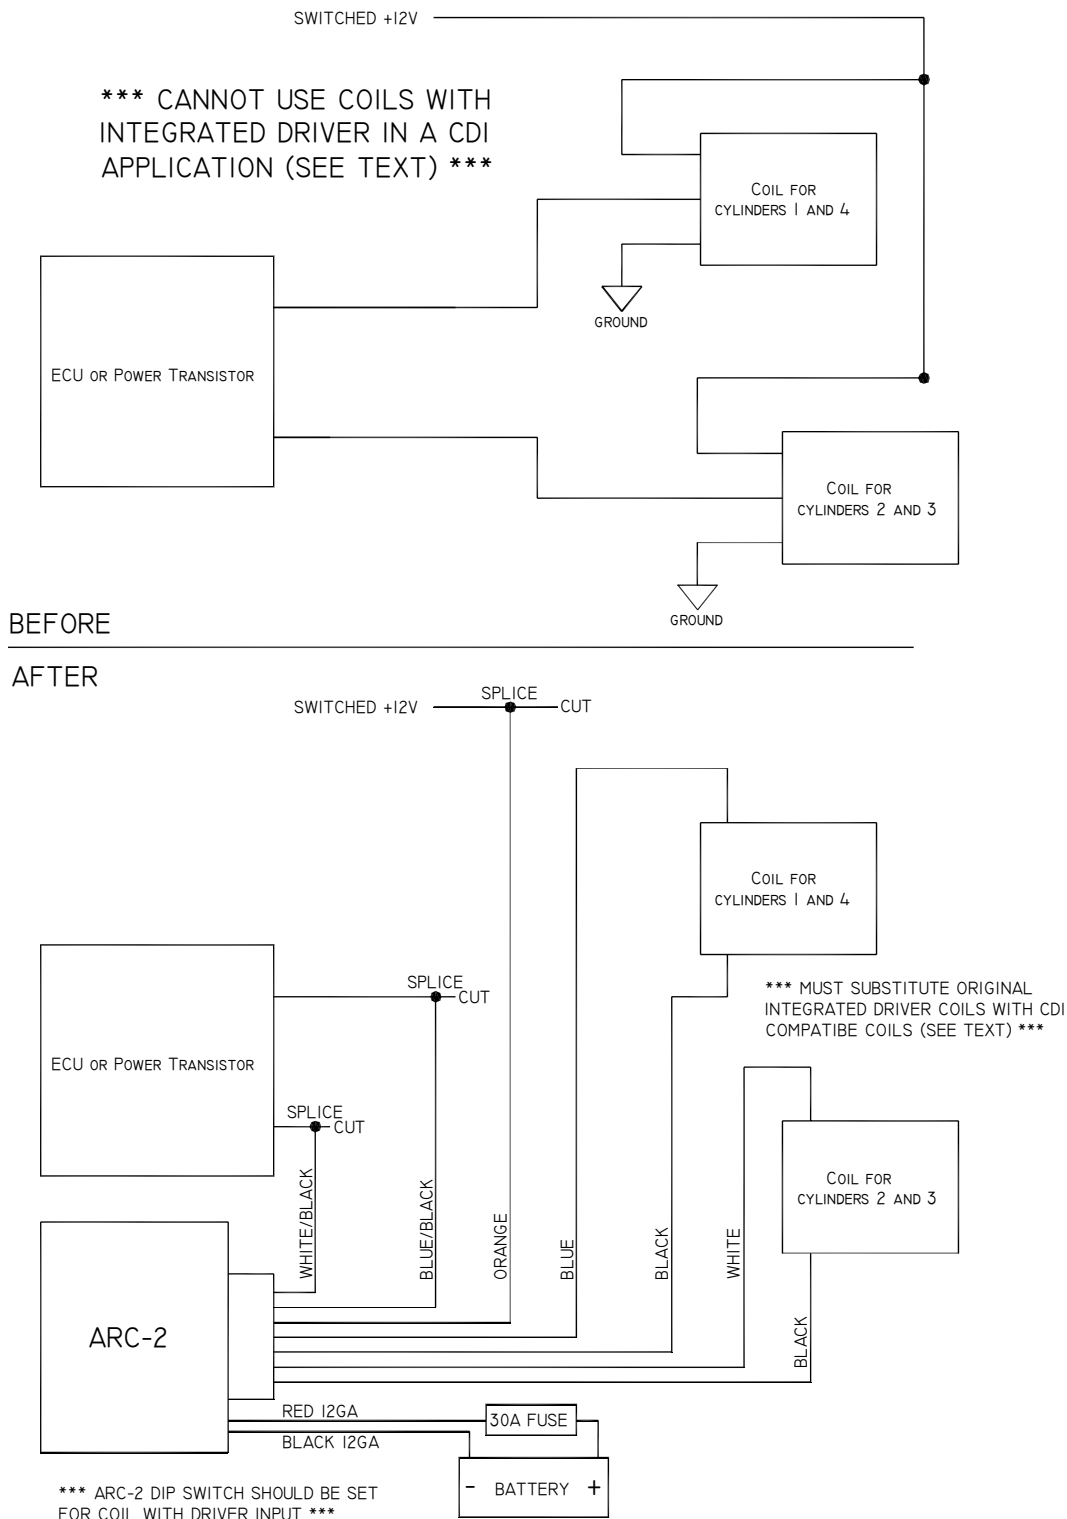 SWITCHED +12V
*** CANNOT USE COILS WITH
INTEGRATED DRIVER IN A CDI
APPLICATION (SEE TEXT) ***
COIL FOR
CYLINDERS 1 AND 4
GROUND
ECU OR POWER TRANSISTOR
COIL FOR
CYLINDERS 2 AND 3
GROUND
BEFORE
AFTER
SWITCHED +12V
SPLICE
CUT
COIL FOR
CYLINDERS 1 AND 4
SPLICE
CUT
*** MUST SUBSTITUTE ORIGINAL
INTEGRATED DRIVER COILS WITH CDI
COMPATIBE COILS (SEE TEXT) ***
ECU OR POWER TRANSISTOR
SPLICE
CUT
COIL FOR
CYLINDERS 2 AND 3
WHITE/BLACK
BLUE/BLACK
ORANGE
BLUE
BLACK
WHITE
BLACK
ARC-2
RED 12GA
30A FUSE
BLACK 12GA
- BATTERY +
*** ARC-2 DIP SWITCH SHOULD BE SET
FOR COIL WITH DRIVER INPUT ***